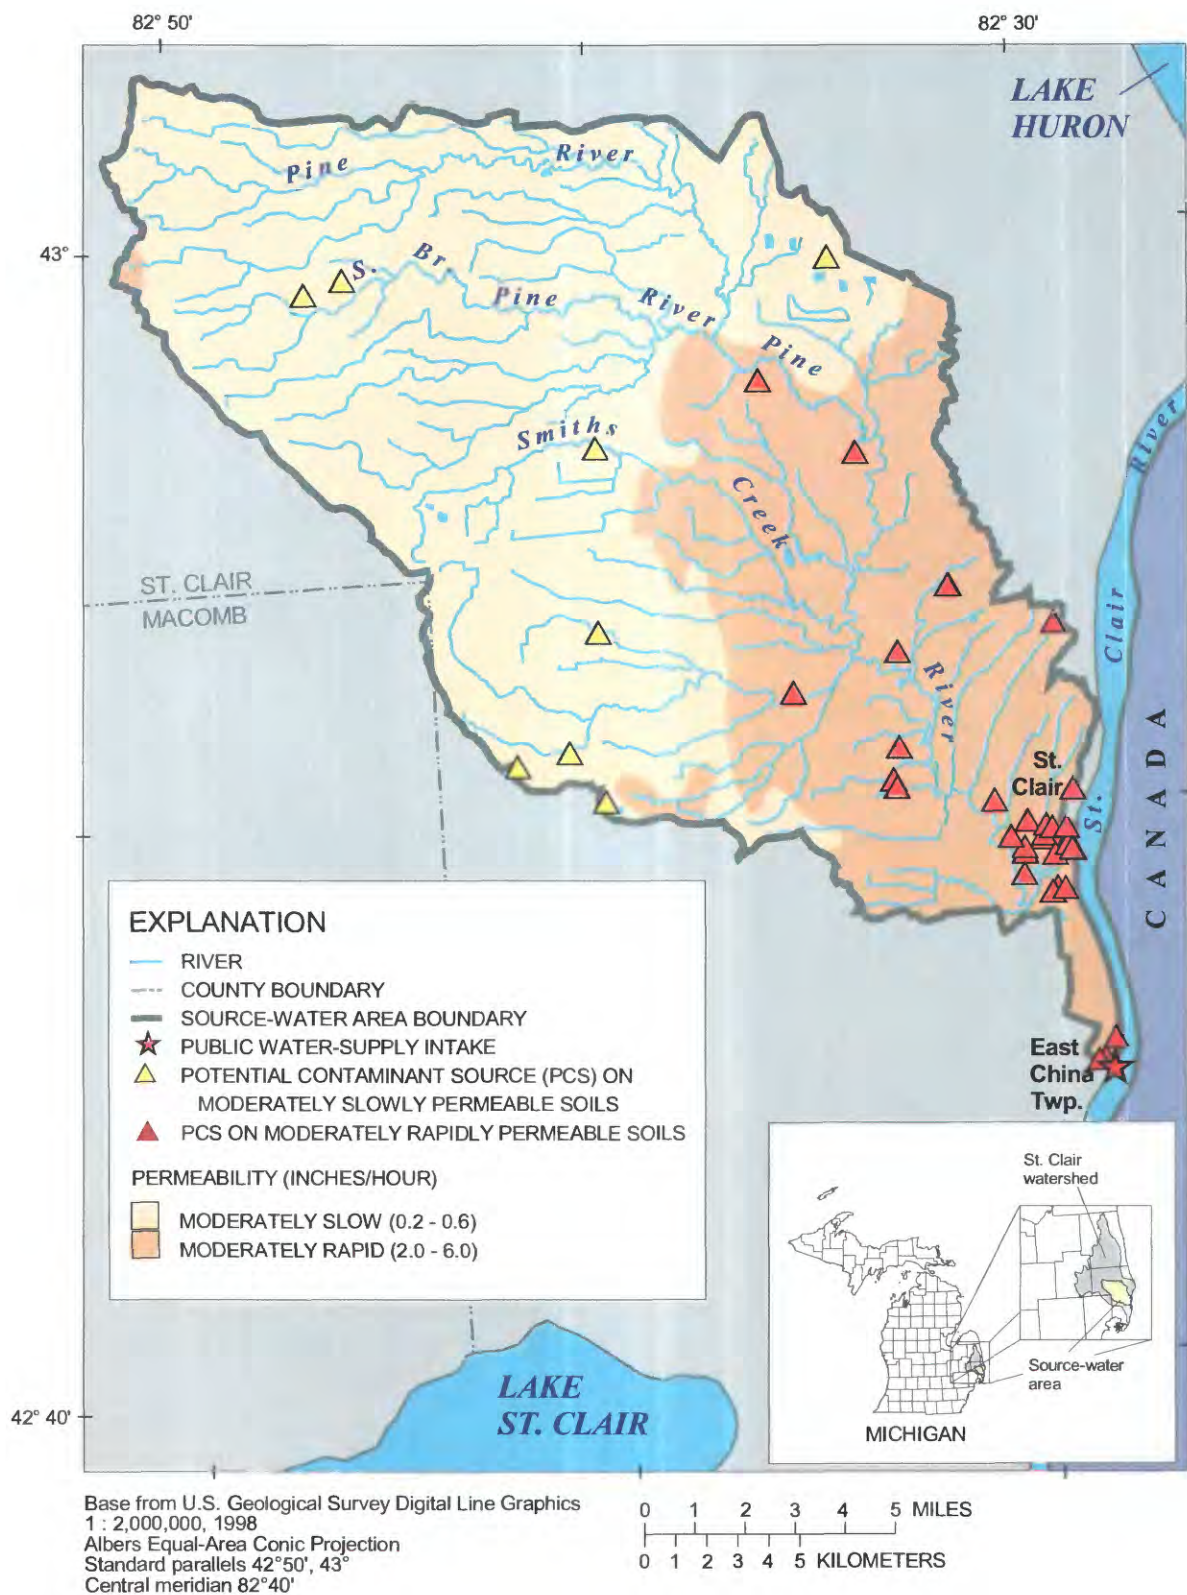 82° 50'
82° 30'
LAKE
HURON
Pine
River
43°
S.
Br.
Pine
River
Pine
Smiths
Creek
River
ST. CLAIR
MACOMB
River
Clair
St.
CANADA
St.
Clair
East
China
Twp.
EXPLANATION
RIVER
COUNTY BOUNDARY
SOURCE-WATER AREA BOUNDARY
PUBLIC WATER-SUPPLY INTAKE
POTENTIAL CONTAMINANT SOURCE (PCS) ON
MODERATELY SLOWLY PERMEABLE SOILS
PCS ON MODERATELY RAPIDLY PERMEABLE SOILS
PERMEABILITY (INCHES/HOUR)
MODERATELY SLOW (0.2 - 0.6)
MODERATELY RAPID (2.0 - 6.0)
St. Clair
watershed
Source-water
area
MICHIGAN
42° 40'
LAKE
ST. CLAIR
Base from U.S. Geological Survey Digital Line Graphics
1 : 2,000,000, 1998
Albers Equal-Area Conic Projection
Standard parallels 42°50', 43°
Central meridian 82°40'
0 1 2 3 4 5 MILES
0 1 2 3 4 5 KILOMETERS